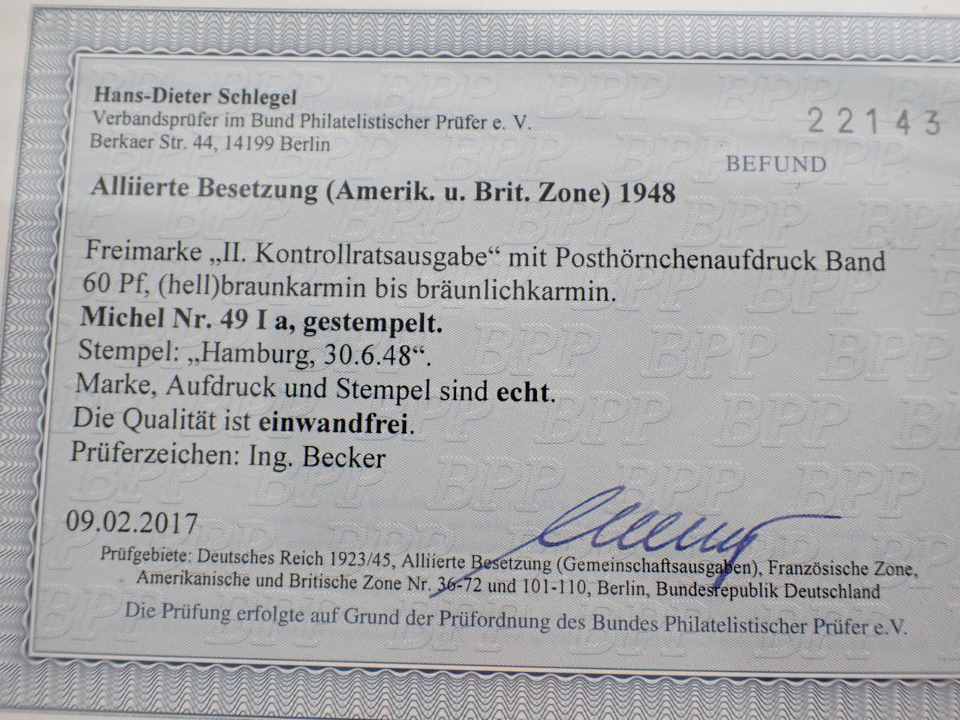 Hans-Dieter Schlegel
Verbandsprüfer im Bund Philatelistischer Prüfer e. V.
Berkaer Str. 44, 14199 Berlin
22143
BEFUND
Alliierte Besetzung (Amerik. u. Brit. Zone) 1948
Freimarke „II. Kontrollratsausgabe“ mit Posthörnchenaufdruck Band
60 Pf, (hell)braunkarmin bis bräunlichkarmin.
Michel Nr. 49 I a, gestempelt.
Stempel: „Hamburg, 30.6.48“.
Marke, Aufdruck und Stempel sind echt.
Die Qualität ist einwandfrei.
Prüferzeichen: Ing. Becker
09.02.2017
Prüfgebiete: Deutsches Reich 1923/45, Alliierte Besetzung (Gemeinschaftsausgaben), Französische Zone,
Amerikanische und Britische Zone Nr. 36-72 und 101-110, Berlin, Bundesrepublik Deutschland
Die Prüfung erfolgte auf Grund der Prüfordnung des Bundes Philatelistischer Prüfer e.V.